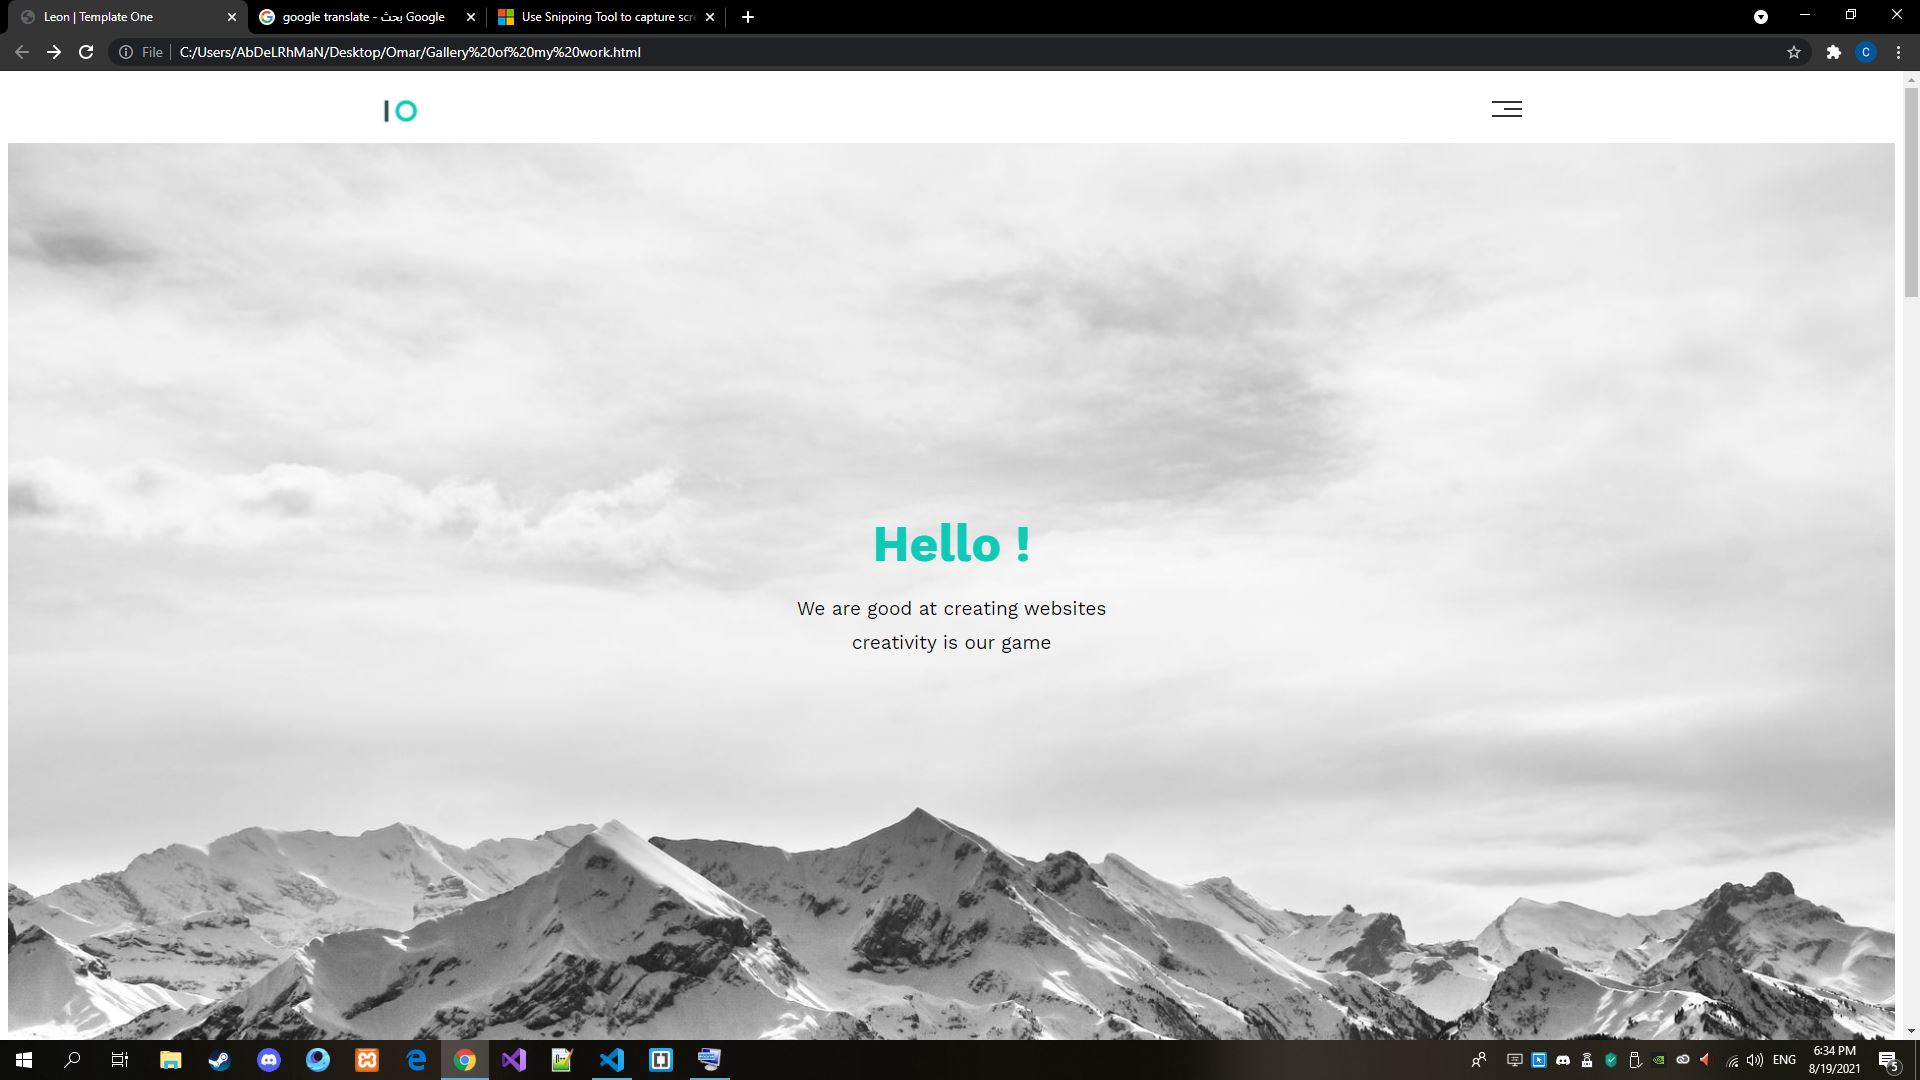 Leon | Template One
google translate - بحث Google
Use Snipping Tool to capture scre
File
C:/Users/AbDeLRhMaN/Desktop/Omar/Gallery%20of%20my%20work.html
C
IO
Hello !
We are good at creating websites
creativity is our game
ENG
6:34 PM
8/19/2021
5